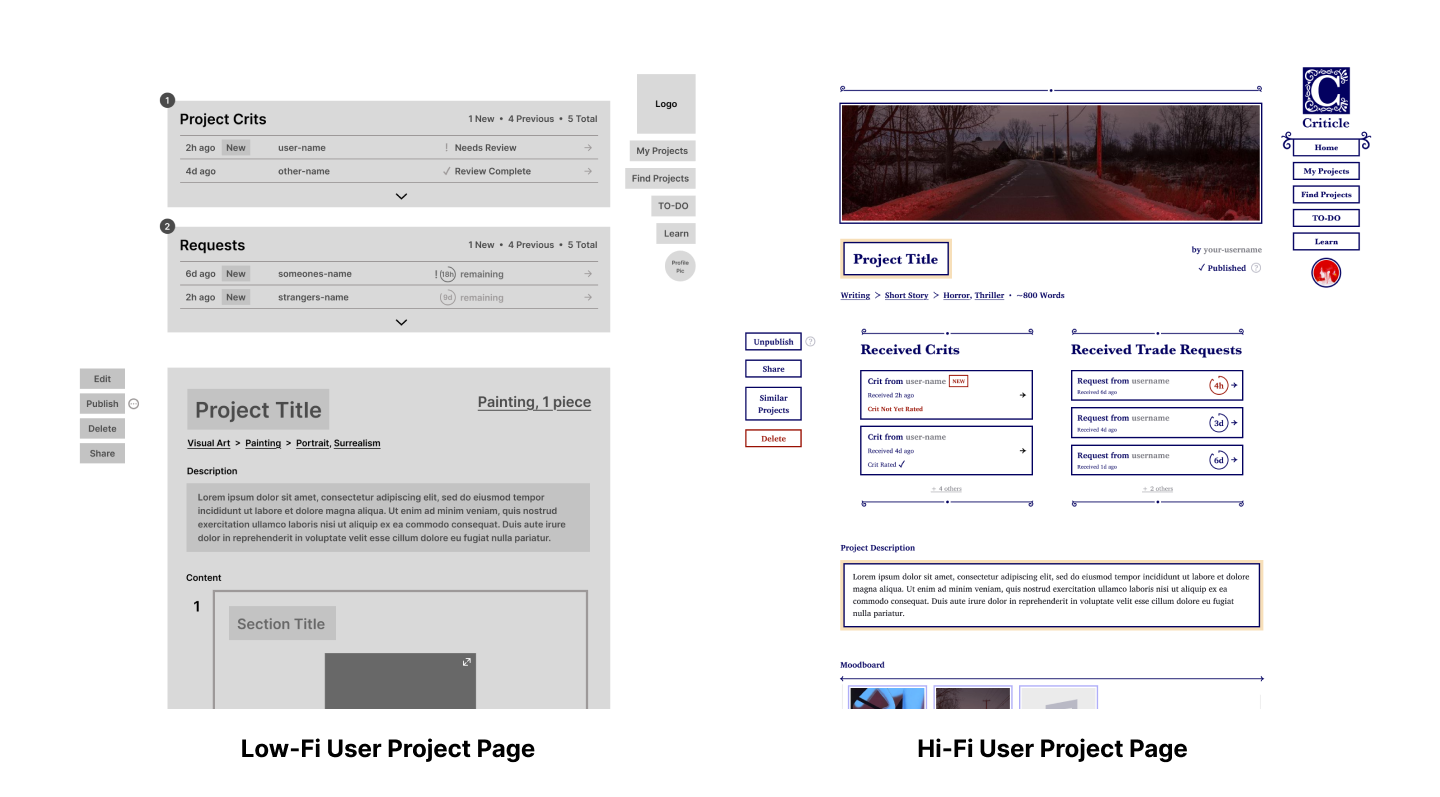 1
Project Crits
1 New • 4 Previous • 5 Total
2h ago New user-name ! Needs Review →
4d ago other-name ✓ Review Complete →
2
Requests
1 New • 4 Previous • 5 Total
6d ago New someones-name ! 18h remaining →
2h ago New strangers-name 9d remaining →
Logo
My Projects
Find Projects
TO-DO
Learn
Profile
Pic
Edit
Publish
Delete
Share
Project Title
Painting, 1 piece
Visual Art > Painting > Portrait, Surrealism
Description
Lorem ipsum dolor sit amet, consectetur adipiscing elit, sed do eiusmod tempor
incididunt ut labore et dolore magna aliqua. Ut enim ad minim veniam, quis nostrud
exercitation ullamco laboris nisi ut aliquip ex ea commodo consequat. Duis aute irure
dolor in reprehenderit in voluptate velit esse cillum dolore eu fugiat nulla pariatur.
Content
1
Section Title
Low-Fi User Project Page
C
Criticle
Home
My Projects
Find Projects
TO-DO
Learn
Project Title
by your-username
✓ Published ?
Writing > Short Story > Horror, Thriller • ~800 Words
Unpublish ?
Share
Similar
Projects
Delete
Received Crits
Crit from user-name NEW
Received 2h ago →
Crit Not Yet Rated
Crit from user-name
Received 4d ago →
Crit Rated ✓
+ 4 others
Received Trade Requests
Request from username 4h →
Received 6d ago
Request from username 3d →
Received 4d ago
Request from username 6d →
Received 1d ago
+ 2 others
Project Description
Lorem ipsum dolor sit amet, consectetur adipiscing elit, sed do eiusmod tempor incididunt ut labore et dolore
magna aliqua. Ut enim ad minim veniam, quis nostrud exercitation ullamco laboris nisi ut aliquip ex ea
commodo consequat. Duis aute irure dolor in reprehenderit in voluptate velit esse cillum dolore eu fugiat
nulla pariatur.
Moodboard
Hi-Fi User Project Page